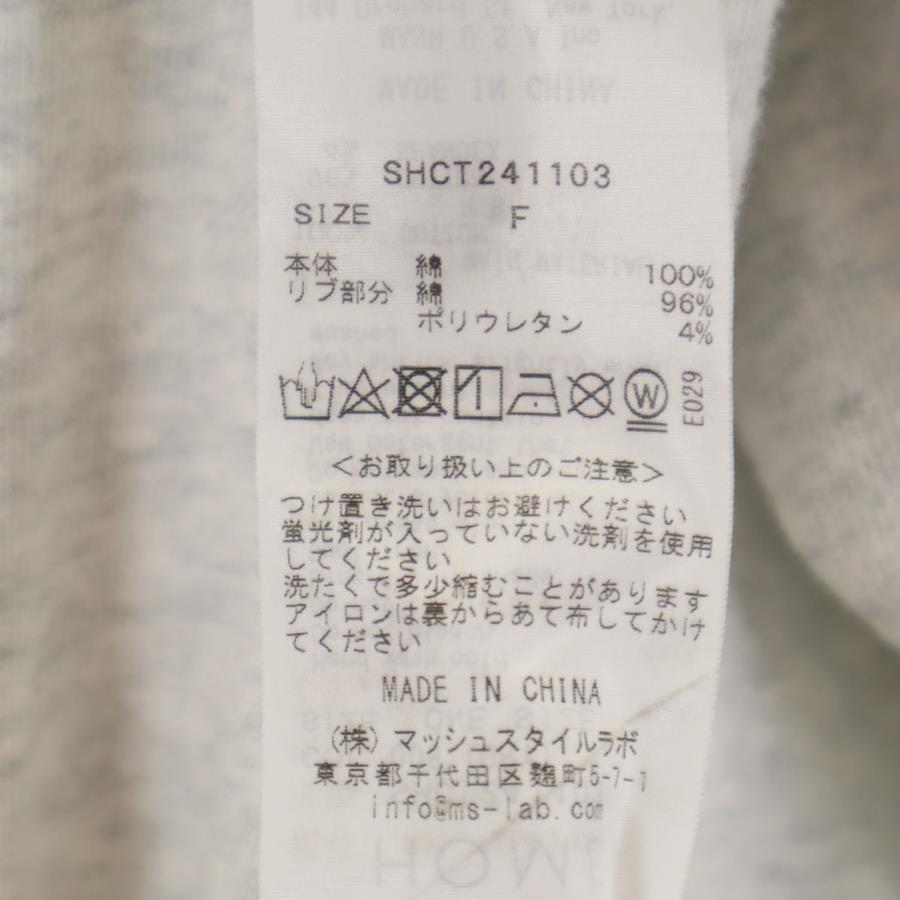 SHCT241103
SIZE F
本体 綿 100%
リブ部分 綿 96%
ポリウレタン 4%
W
E029
<お取り扱い上のご注意>
つけ置き洗いはお避けください
蛍光剤が入っていない洗剤を使用
してください
洗たくで多少縮むことがあります
アイロンは裏からあて布してかけ
てください
MADE IN CHINA
(株)マッシュスタイルラボ
東京都千代田区麹町5-7-1
info@ms-lab.com